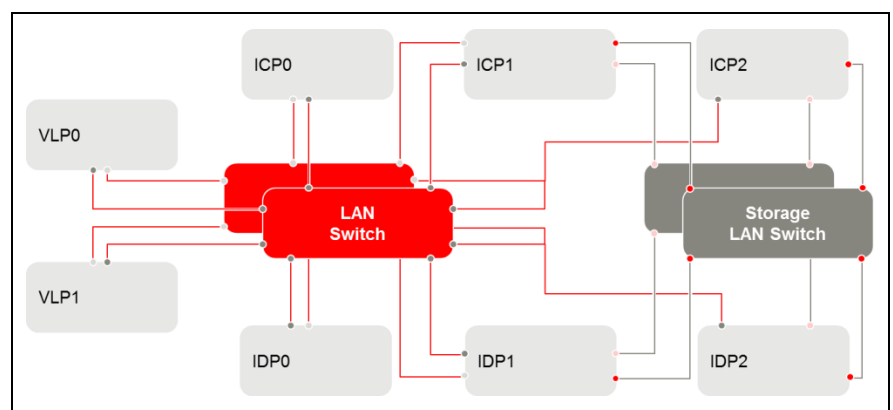 ICP0
ICP1
ICP2
VLP0
LAN
Switch
Storage
LAN Switch
VLP1
IDP0
IDP1
IDP2